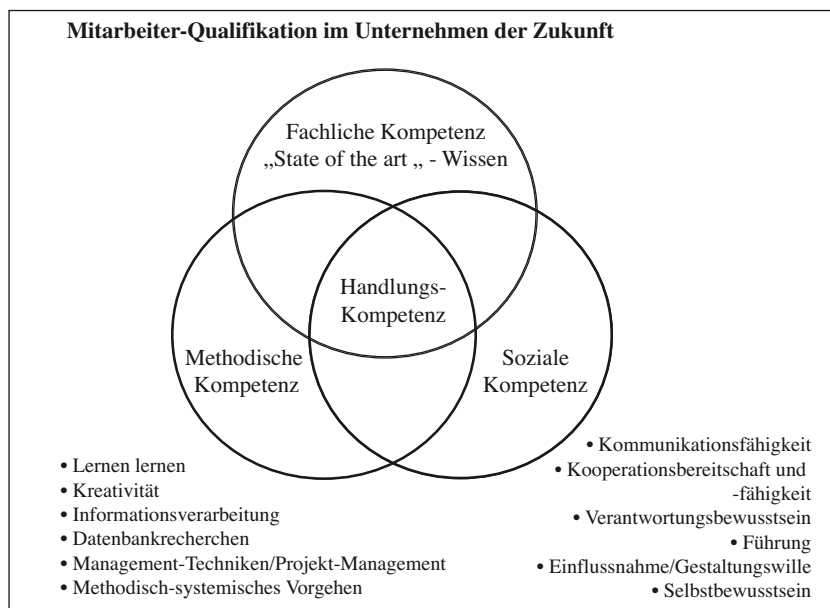 Mitarbeiter-Qualifikation im Unternehmen der Zukunft
Fachliche Kompetenz
„State of the art „ - Wissen
Handlungs-
Kompetenz
Methodische
Kompetenz
Soziale
Kompetenz
• Lernen lernen
• Kreativität
• Informationsverarbeitung
• Datenbankrecherchen
• Management-Techniken/Projekt-Management
• Methodisch-systemisches Vorgehen
• Kommunikationsfähigkeit
• Kooperationsbereitschaft und
-fähigkeit
• Verantwortungsbewusstsein
• Führung
• Einflussnahme/Gestaltungswille
• Selbstbewusstsein